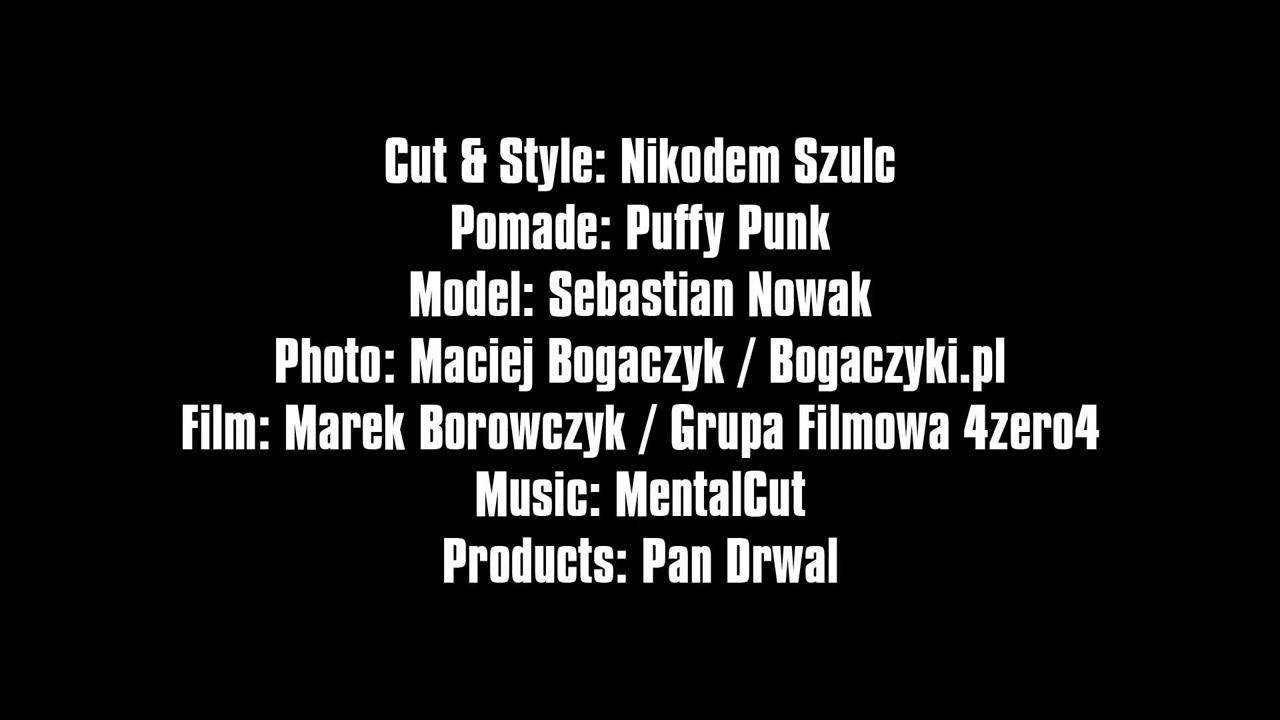 Cut & Style: Nikodem Szulc
Pomade: Puffy Punk
Model: Sebastian Nowak
Photo: Maciej Bogaczyk / Bogaczyki.pl
Film: Marek Borowczyk / Grupa Filmowa 4zero4
Music: MentalCut
Products: Pan Drwal